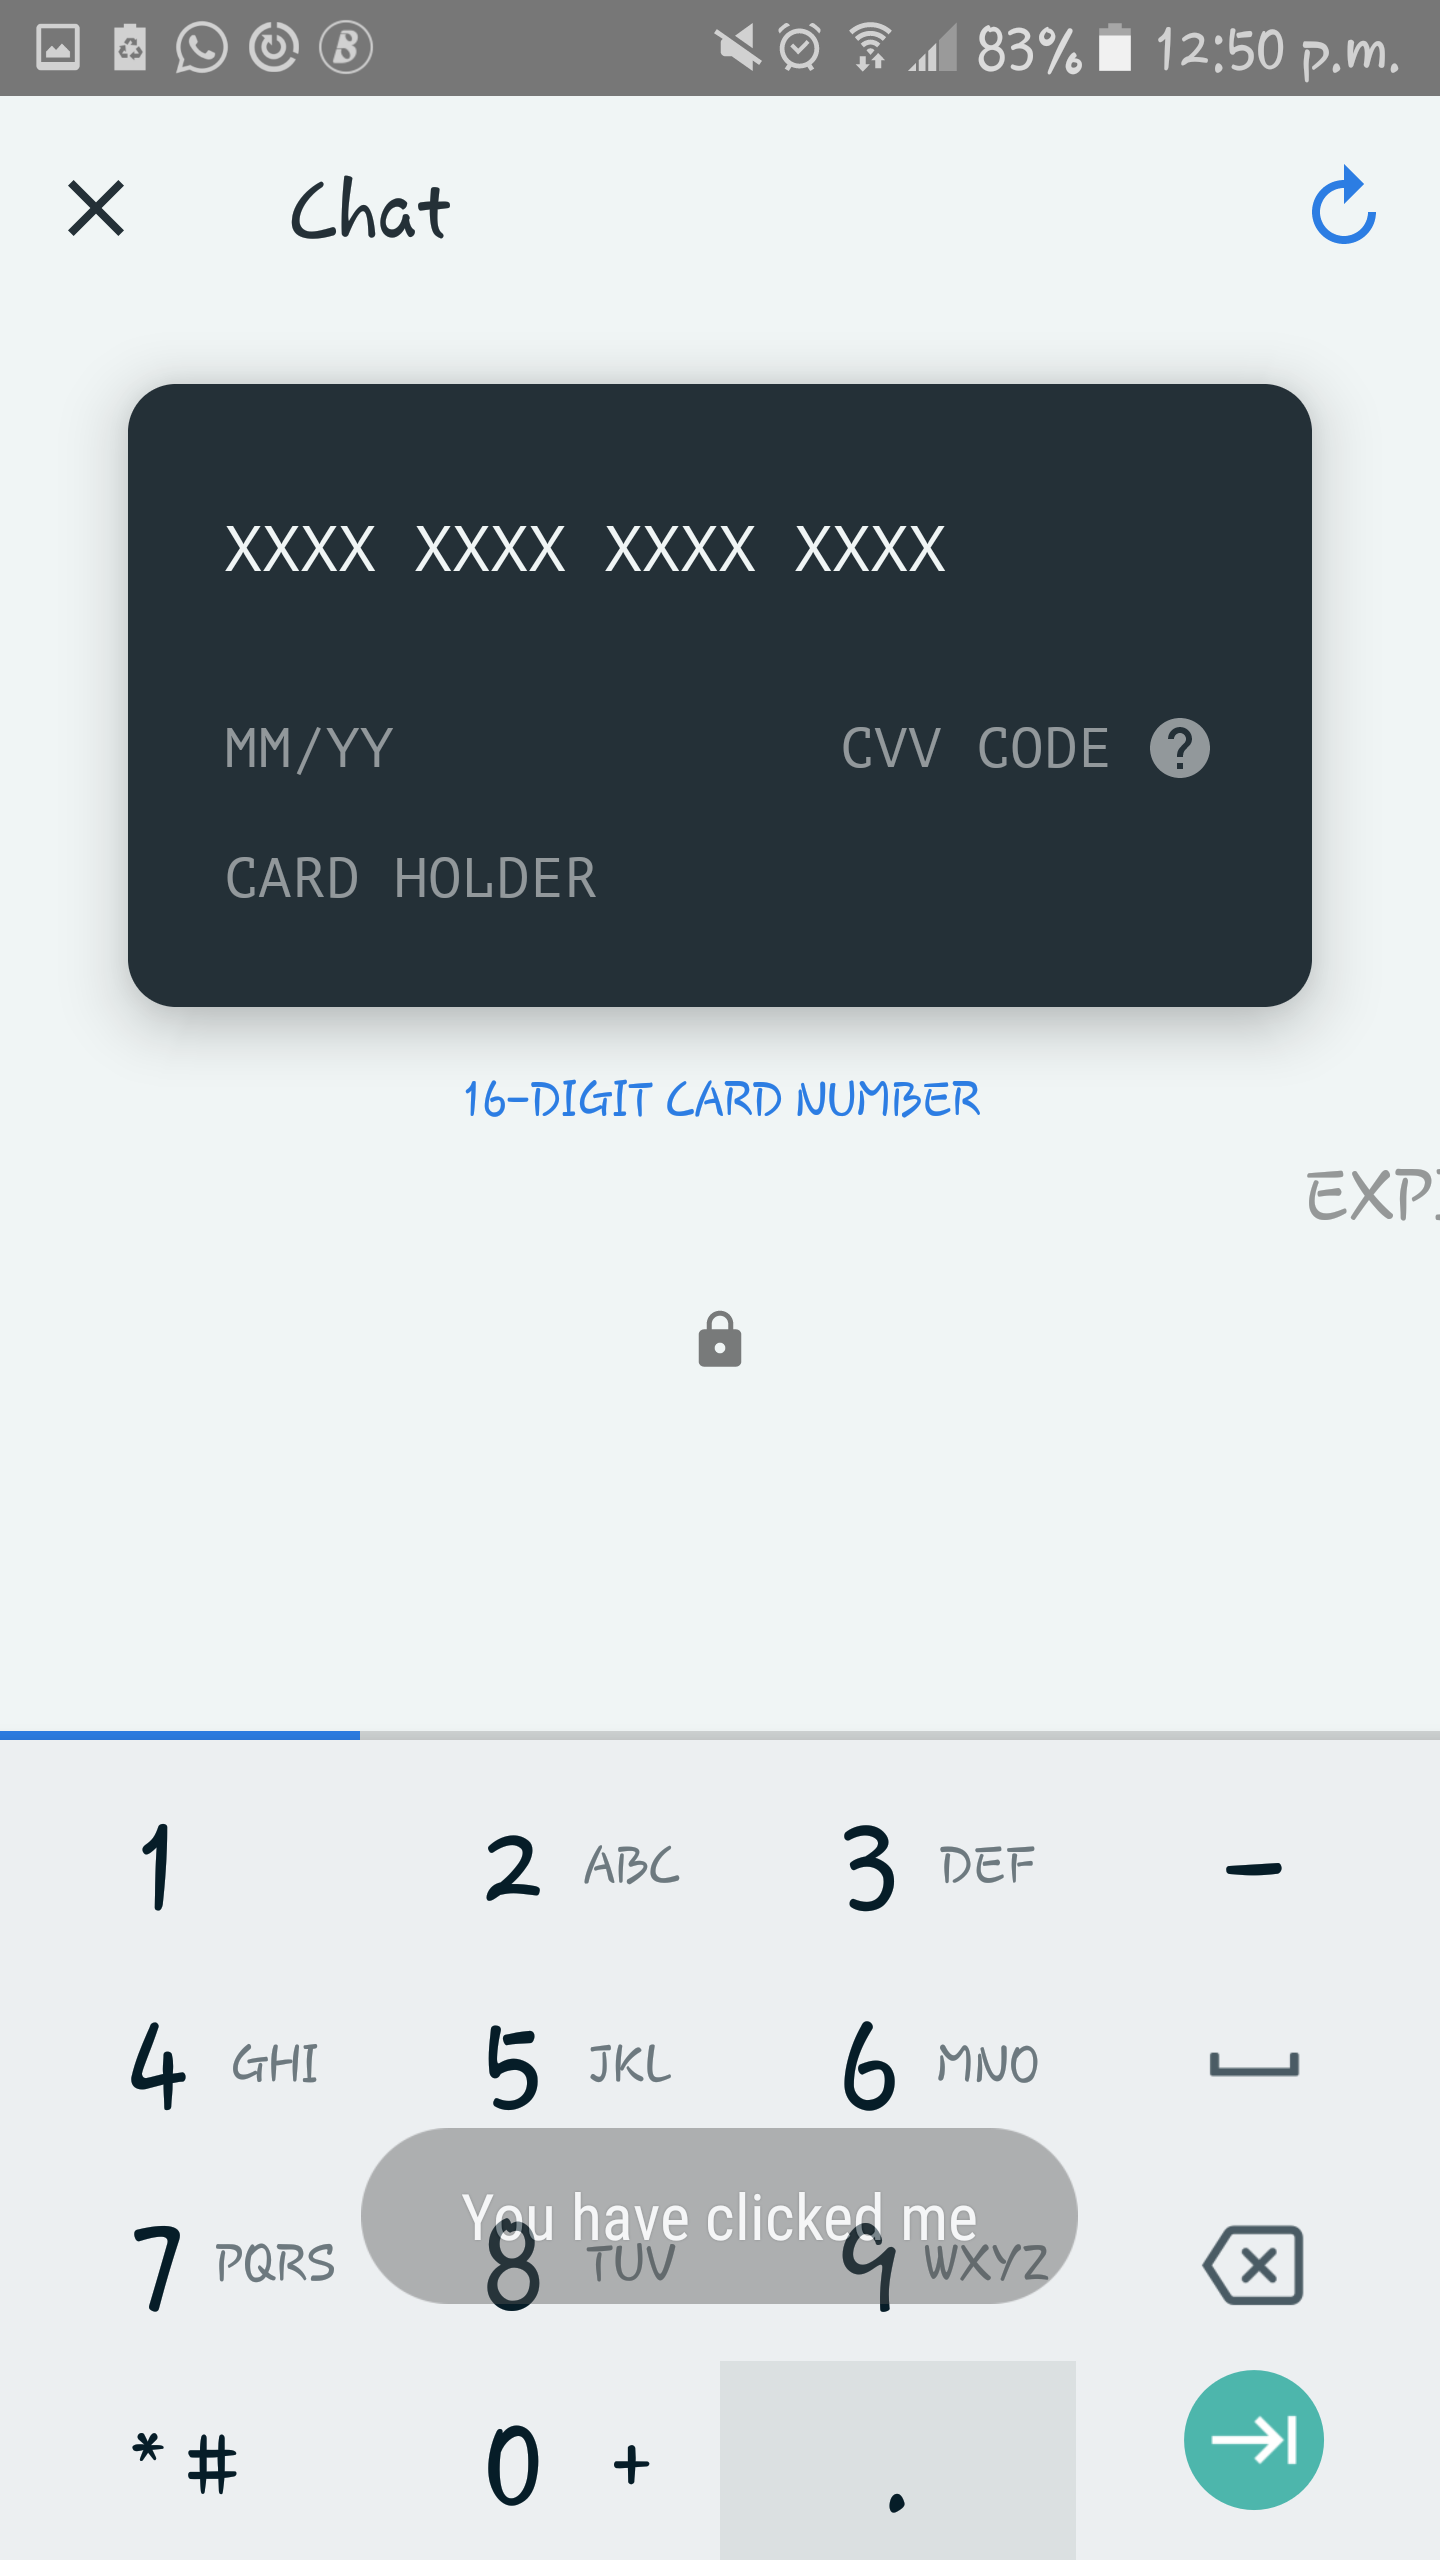 83% 12:50 p.m.
Chat
XXXX XXXX XXXX XXXX
MM/YY CVV CODE ?
CARD HOLDER
16-DIGIT CARD NUMBER
1 2 ABC 3 DEF -
4 GHI 5 JKL 6 MNO
You have clicked me
7 PQRS 8 TUV 9 WXYZ
* # 0 + .